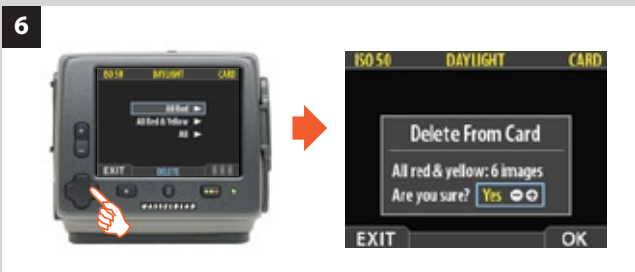 6
ISO 50 DAYLIGHT CARD
All Red
All Red & Yellow
All
EXIT DELETE
HASSELBLAD
ISO 50 DAYLIGHT CARD
Delete From Card
All red & yellow: 6 images
Are you sure? Yes
EXIT OK